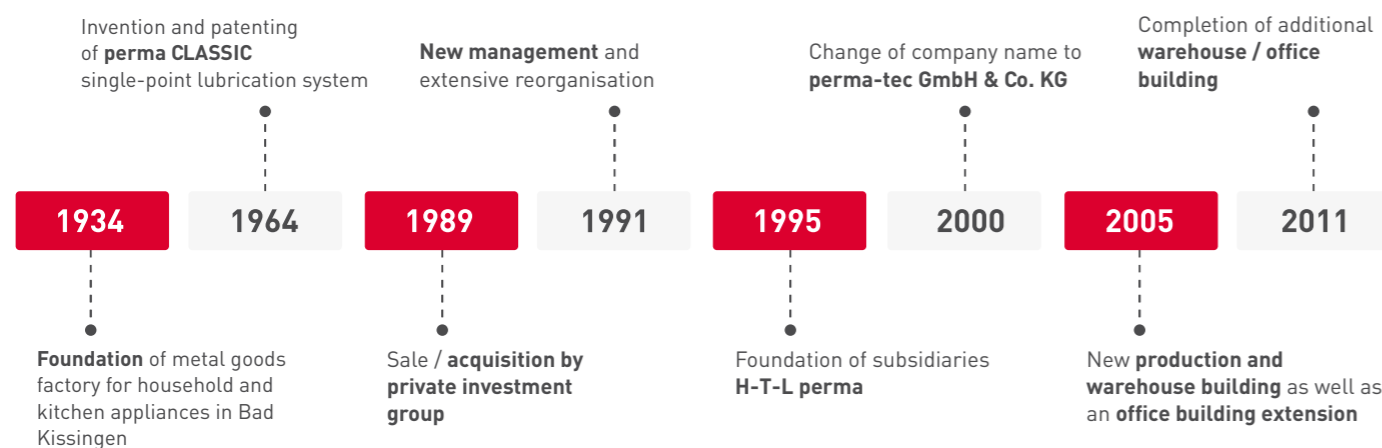 Invention and patenting
of perma CLASSIC
single-point lubrication system
New management and
extensive reorganisation
Change of company name to
perma-tec GmbH & Co. KG
Completion of additional
warehouse / office
building
1934
1964
1989
1991
1995
2000
2005
2011
Foundation of metal goods
factory for household and
kitchen appliances in Bad
Kissingen
Sale / acquisition by
private investment
group
Foundation of subsidiaries
H-T-L perma
New production and
warehouse building as well as
an office building extension